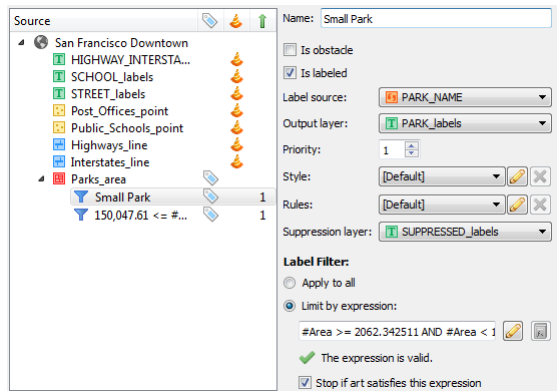 Source
San Francisco Downtown
HIGHWAY_INTERSTA...
SCHOOL_labels
STREET_labels
Post_Offices_point
Public_Schools_point
Highways_line
Interstates_line
Parks_area
Small Park 1
150,047.61 <= #... 1
Name: Small Park
Is obstacle
Is labeled
Label source: PARK_NAME
Output layer: PARK_labels
Priority: 1
Style: [Default]
Rules: [Default]
Suppression layer: SUPPRESSED_labels
Label Filter:
Apply to all
Limit by expression:
#Area >= 2062.342511 AND #Area < 1
The expression is valid.
Stop if art satisfies this expression